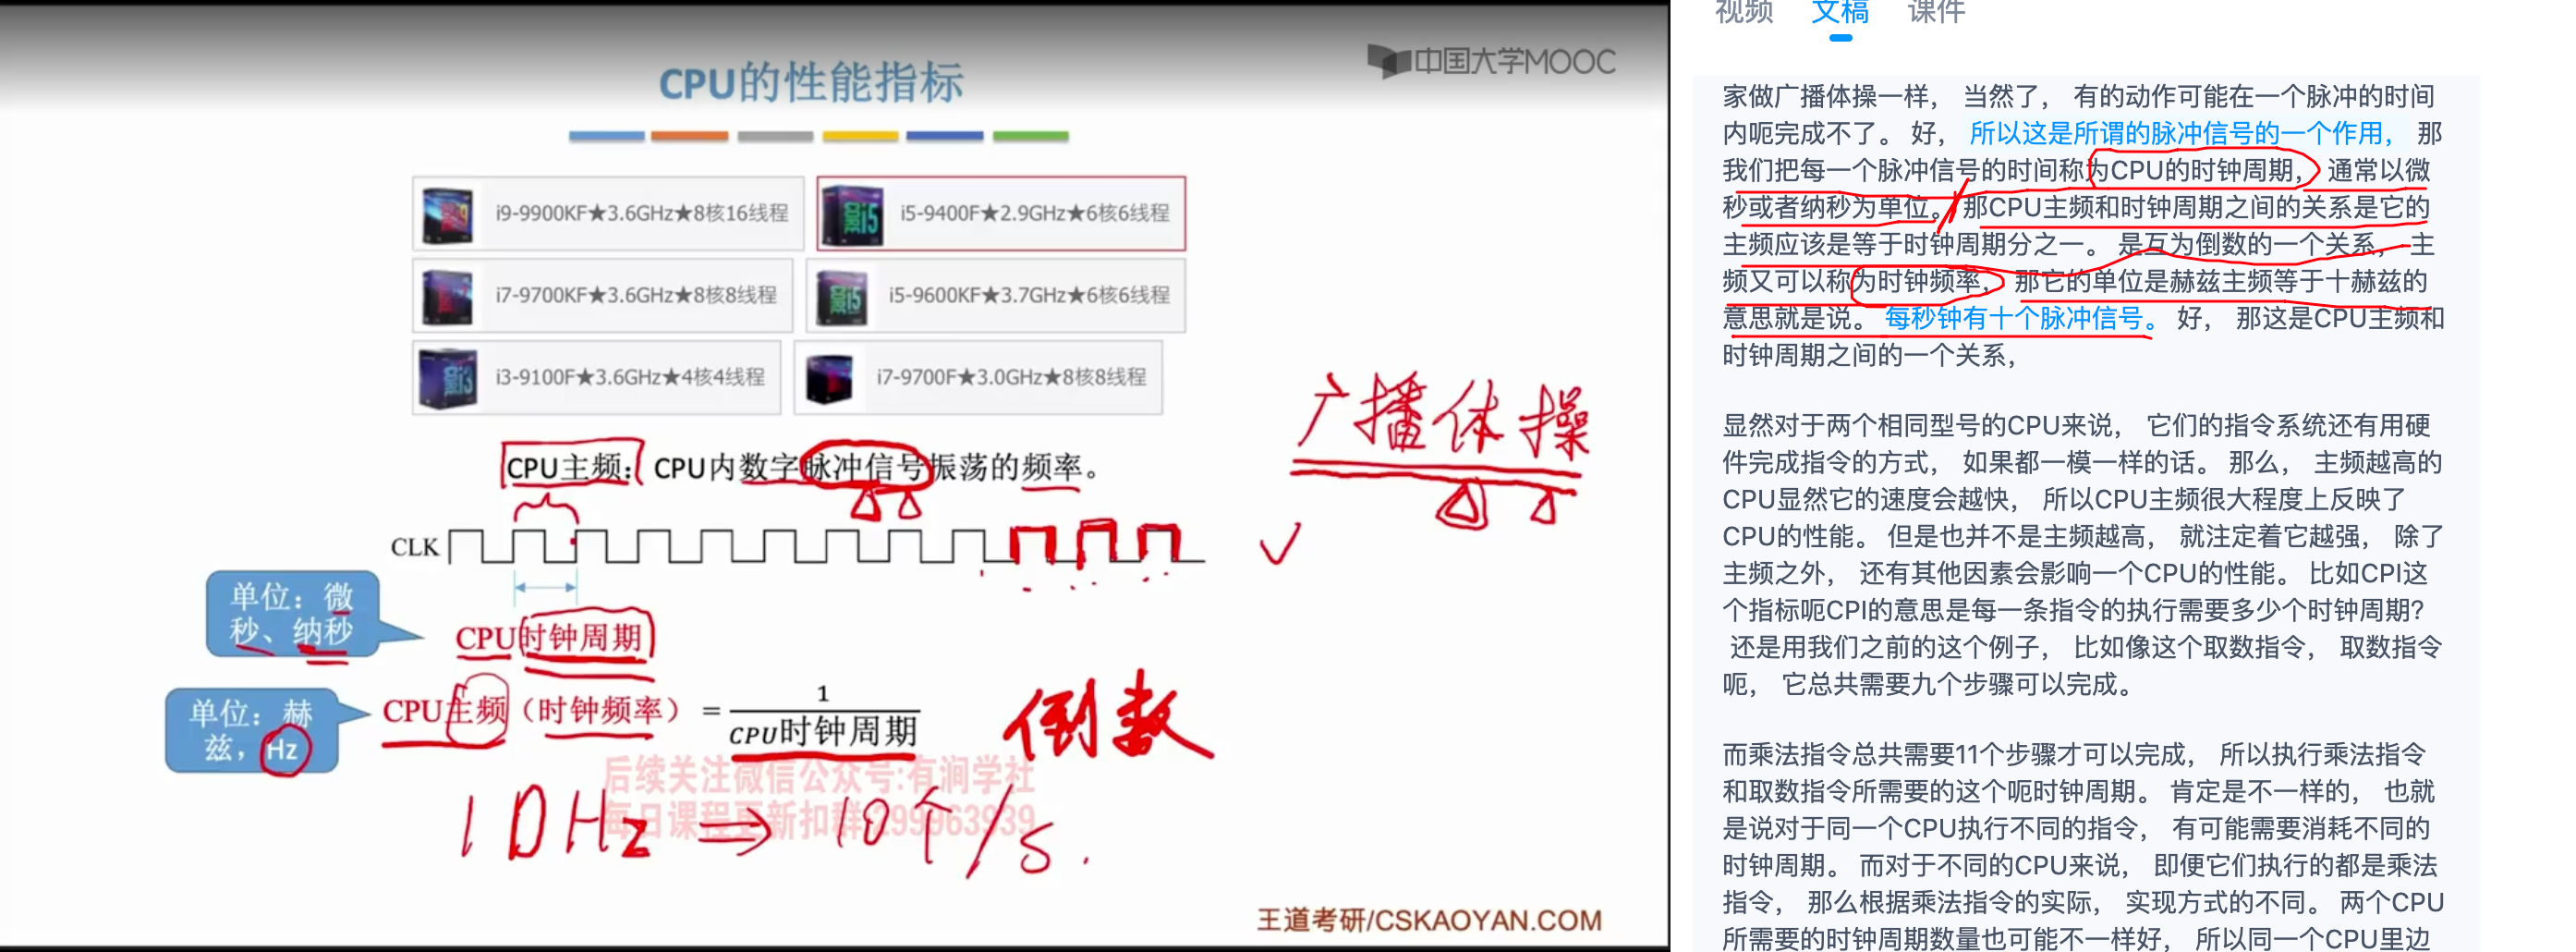 CPU的性能指标
中国大学MOOC
i9-9900KF★3.6GHz★8核16线程
i5-9400F★2.9GHz★6核6线程
i7-9700KF★3.6GHz★8核8线程
i5-9600KF★3.7GHz★6核6线程
i3-9100F★3.6GHz★4核4线程
i7-9700F★3.0GHz★8核8线程
广播体操
CPU主频：CPU内数字脉冲信号振荡的频率。
CLK
单位：微
秒、纳秒
CPU时钟周期
单位：赫
兹，Hz
CPU主频（时钟频率）=
1
CPU时钟周期
倒数
后续关注微信公众号:有涧学社
每日课程更新扣群:299963939
10Hz ⇒ 10个/s.
王道考研/CSKAOYAN.COM
视频 文稿 课件
家做广播体操一样， 当然了， 有的动作可能在一个脉冲的时间
内呃完成不了。 好， 所以这是所谓的脉冲信号的一个作用， 那
我们把每一个脉冲信号的时间称为CPU的时钟周期， 通常以微
秒或者纳秒为单位。 那CPU主频和时钟周期之间的关系是它的
主频应该是等于时钟周期分之一。 是互为倒数的一个关系， 主
频又可以称为时钟频率， 那它的单位是赫兹主频等于十赫兹的
意思就是说。 每秒钟有十个脉冲信号。 好， 那这是CPU主频和
时钟周期之间的一个关系，
显然对于两个相同型号的CPU来说， 它们的指令系统还有用硬
件完成指令的方式， 如果都一模一样的话。 那么， 主频越高的
CPU显然它的速度会越快， 所以CPU主频很大程度上反映了
CPU的性能。 但是也并不是主频越高， 就注定着它越强， 除了
主频之外， 还有其他因素会影响一个CPU的性能。 比如CPI这
个指标呃CPI的意思是每一条指令的执行需要多少个时钟周期？
还是用我们之前的这个例子， 比如像这个取数指令， 取数指令
呃， 它总共需要九个步骤可以完成。
而乘法指令总共需要11个步骤才可以完成， 所以执行乘法指令
和取数指令所需要的这个呃时钟周期。 肯定是不一样的， 也就
是说对于同一个CPU执行不同的指令， 有可能需要消耗不同的
时钟周期。 而对于不同的CPU来说， 即便它们执行的都是乘法
指令， 那么根据乘法指令的实际， 实现方式的不同。 两个CPU
所需要的时钟周期数量也可能不一样好， 所以同一个CPU里边